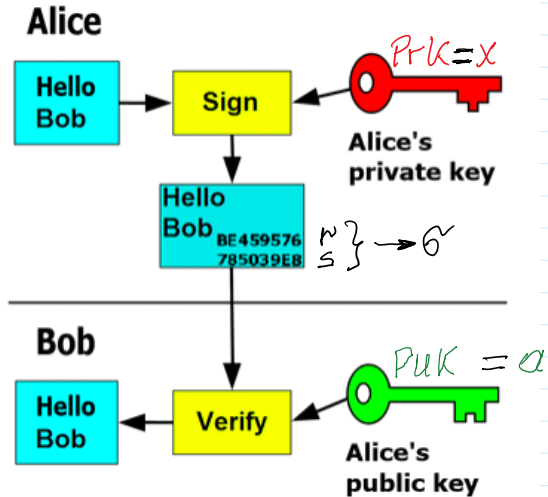 Alice
Hello
Bob
Sign
PrK = x
Alice's
private key
Hello
Bob
BE459576
785039E8
r
s } → σ
Bob
Hello
Bob
Verify
PuK = a
Alice's
public key